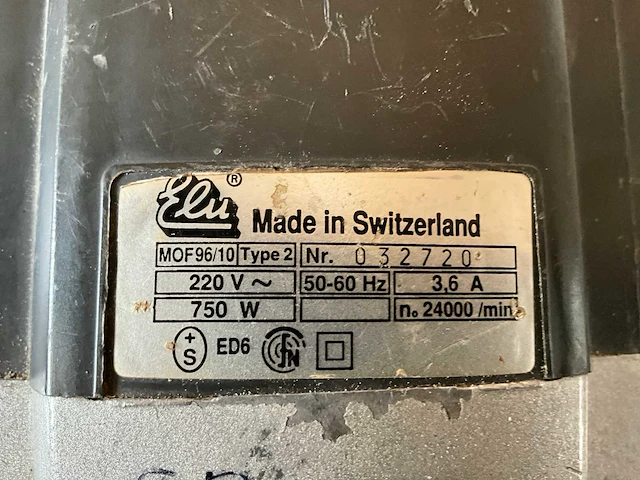 Elu ®
Made in Switzerland
MOF96/10 Type 2 Nr. 032720
220 V ~ 50-60 Hz 3,6 A
750 W n₀ 24000 /min
+ S ED6